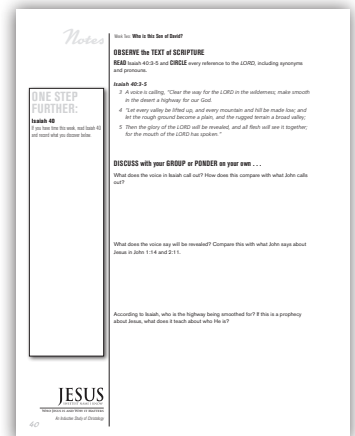 Notes
Week Two: Who is this Son of David?
OBSERVE the TEXT of SCRIPTURE
READ Isaiah 40:3-5 and CIRCLE every reference to the LORD, including synonyms
and pronouns.
Isaiah 40:3-5
3 A voice is calling, "Clear the way for the LORD in the wilderness; make smooth
in the desert a highway for our God.
4 "Let every valley be lifted up, and every mountain and hill be made low; and
let the rough ground become a plain, and the rugged terrain a broad valley;
5 Then the glory of the LORD will be revealed, and all flesh will see it together;
for the mouth of the LORD has spoken."
ONE STEP
FURTHER:
Isaiah 40
If you have time this week, read Isaiah 40
and record what you discover below.
DISCUSS with your GROUP or PONDER on your own . . .
What does the voice in Isaiah call out? How does this compare with what John calls
out?
What does the voice say will be revealed? Compare this with what John says about
Jesus in John 1:14 and 2:11.
According to Isaiah, who is the highway being smoothed for? If this is a prophecy
about Jesus, what does it teach about who He is?
JESUS
An Inductive Study of Christology
40